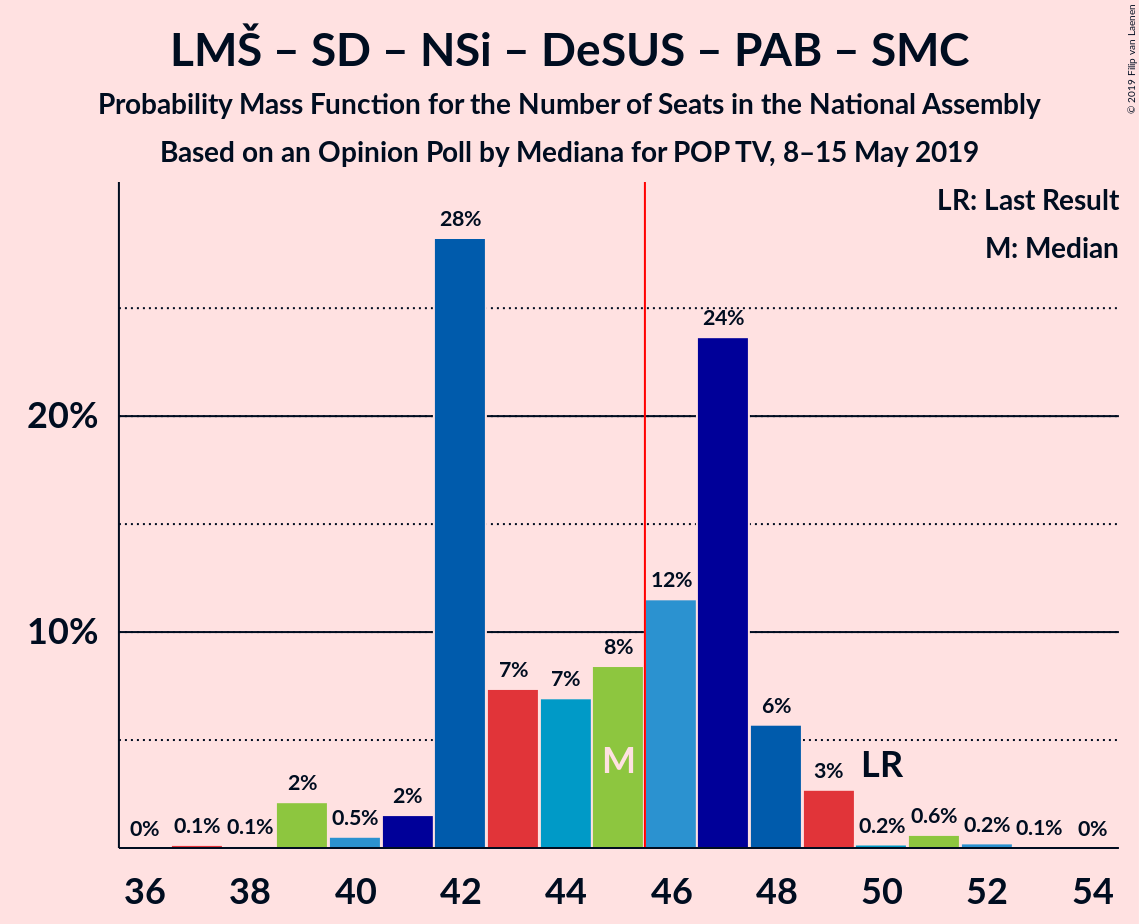 LMŠ – SD – NSi – DeSUS – PAB – SMC
Probability Mass Function for the Number of Seats in the National Assembly
Based on an Opinion Poll by Mediana for POP TV, 8–15 May 2019
© 2019 Filip van Laenen
LR: Last Result
M: Median
28%
24%
20%
12%
10%
8%
7%
7%
6%
M
LR
3%
2%
2%
0.5%
0%
0.1%
0.1%
0.2%
0.6%
0.2%
0.1%
0%
36 38 40 42 44 46 48 50 52 54